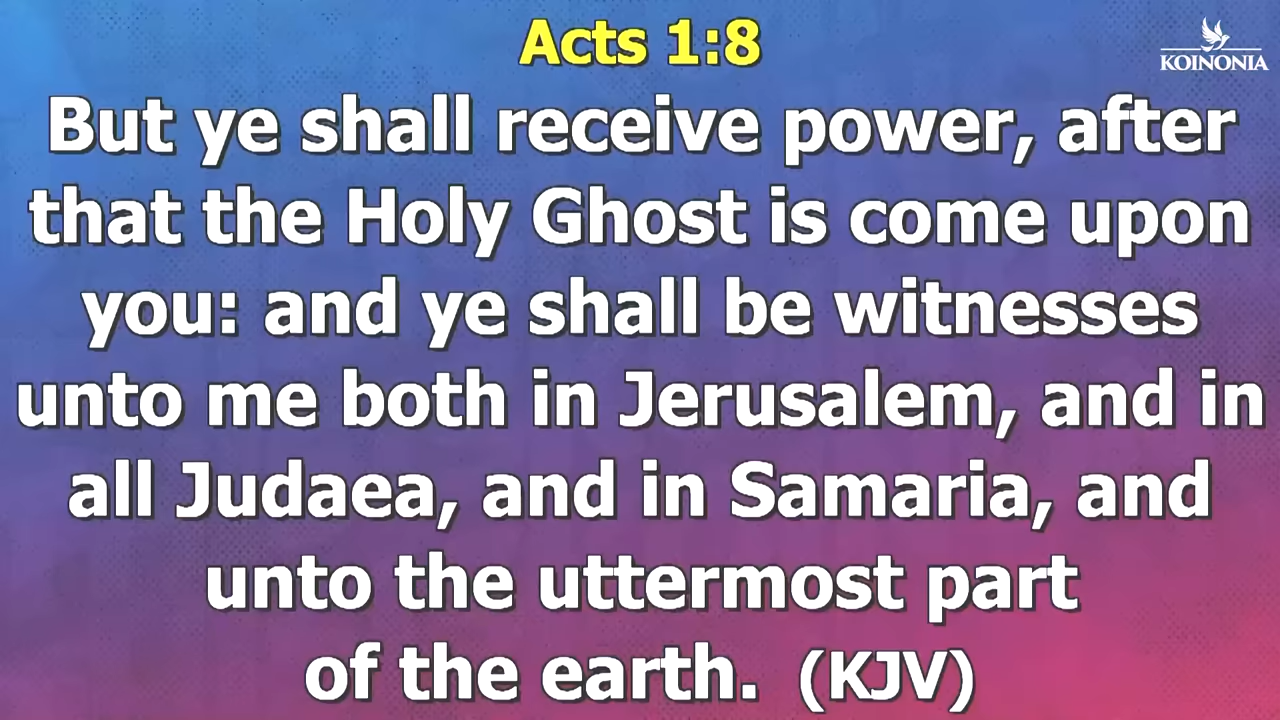 Acts 1:8
KOINONIA
But ye shall receive power, after
that the Holy Ghost is come upon
you: and ye shall be witnesses
unto me both in Jerusalem, and in
all Judaea, and in Samaria, and
unto the uttermost part
of the earth. (KJV)